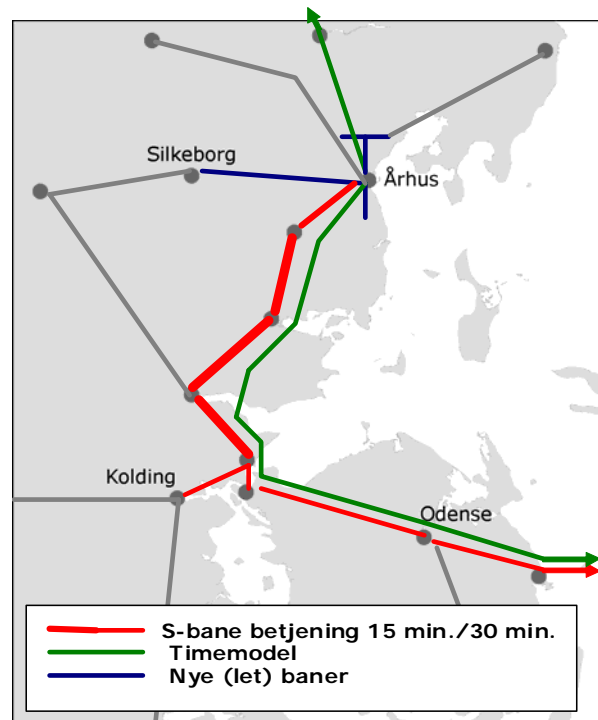 Silkeborg
Århus
Kolding
Odense
S-bane betjening 15 min./30 min.
Timemodel
Nye (let) baner